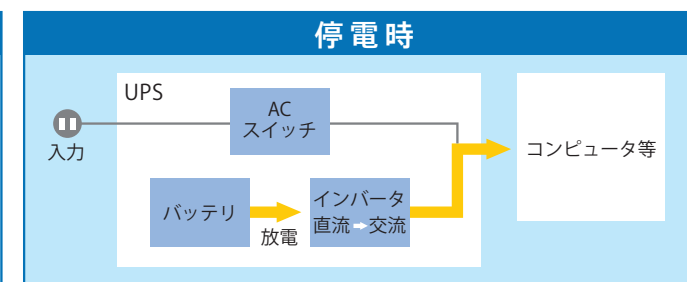 停電時
UPS
AC
スイッチ
入力
コンピュータ等
バッテリ
放電
インバータ
直流➡交流